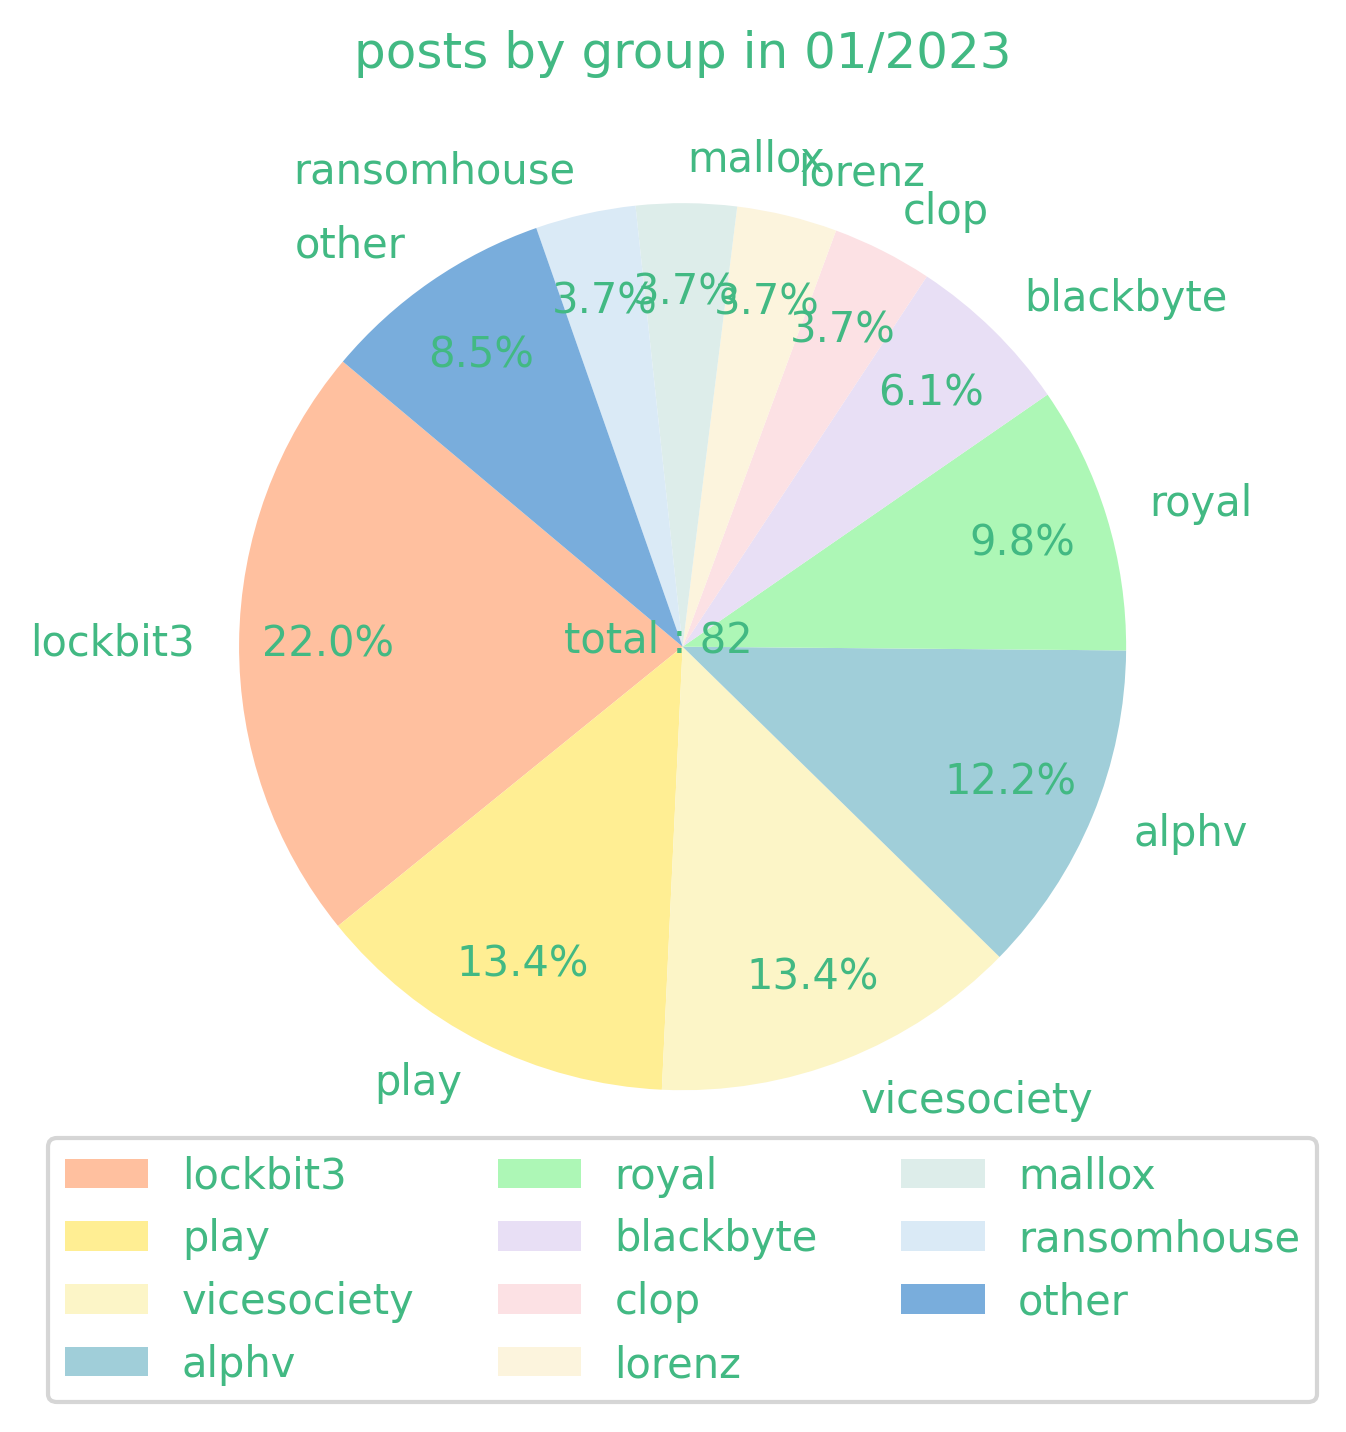 posts by group in 01/2023
mallox
lorenz
ransomhouse
clop
other
blackbyte
3.7%
3.7%
3.7%
3.7%
8.5%
6.1%
royal
9.8%
lockbit3
22.0%
total : 82
12.2%
alphv
13.4%
13.4%
play
vicesociety
lockbit3
play
vicesociety
alphv
royal
blackbyte
clop
lorenz
mallox
ransomhouse
other